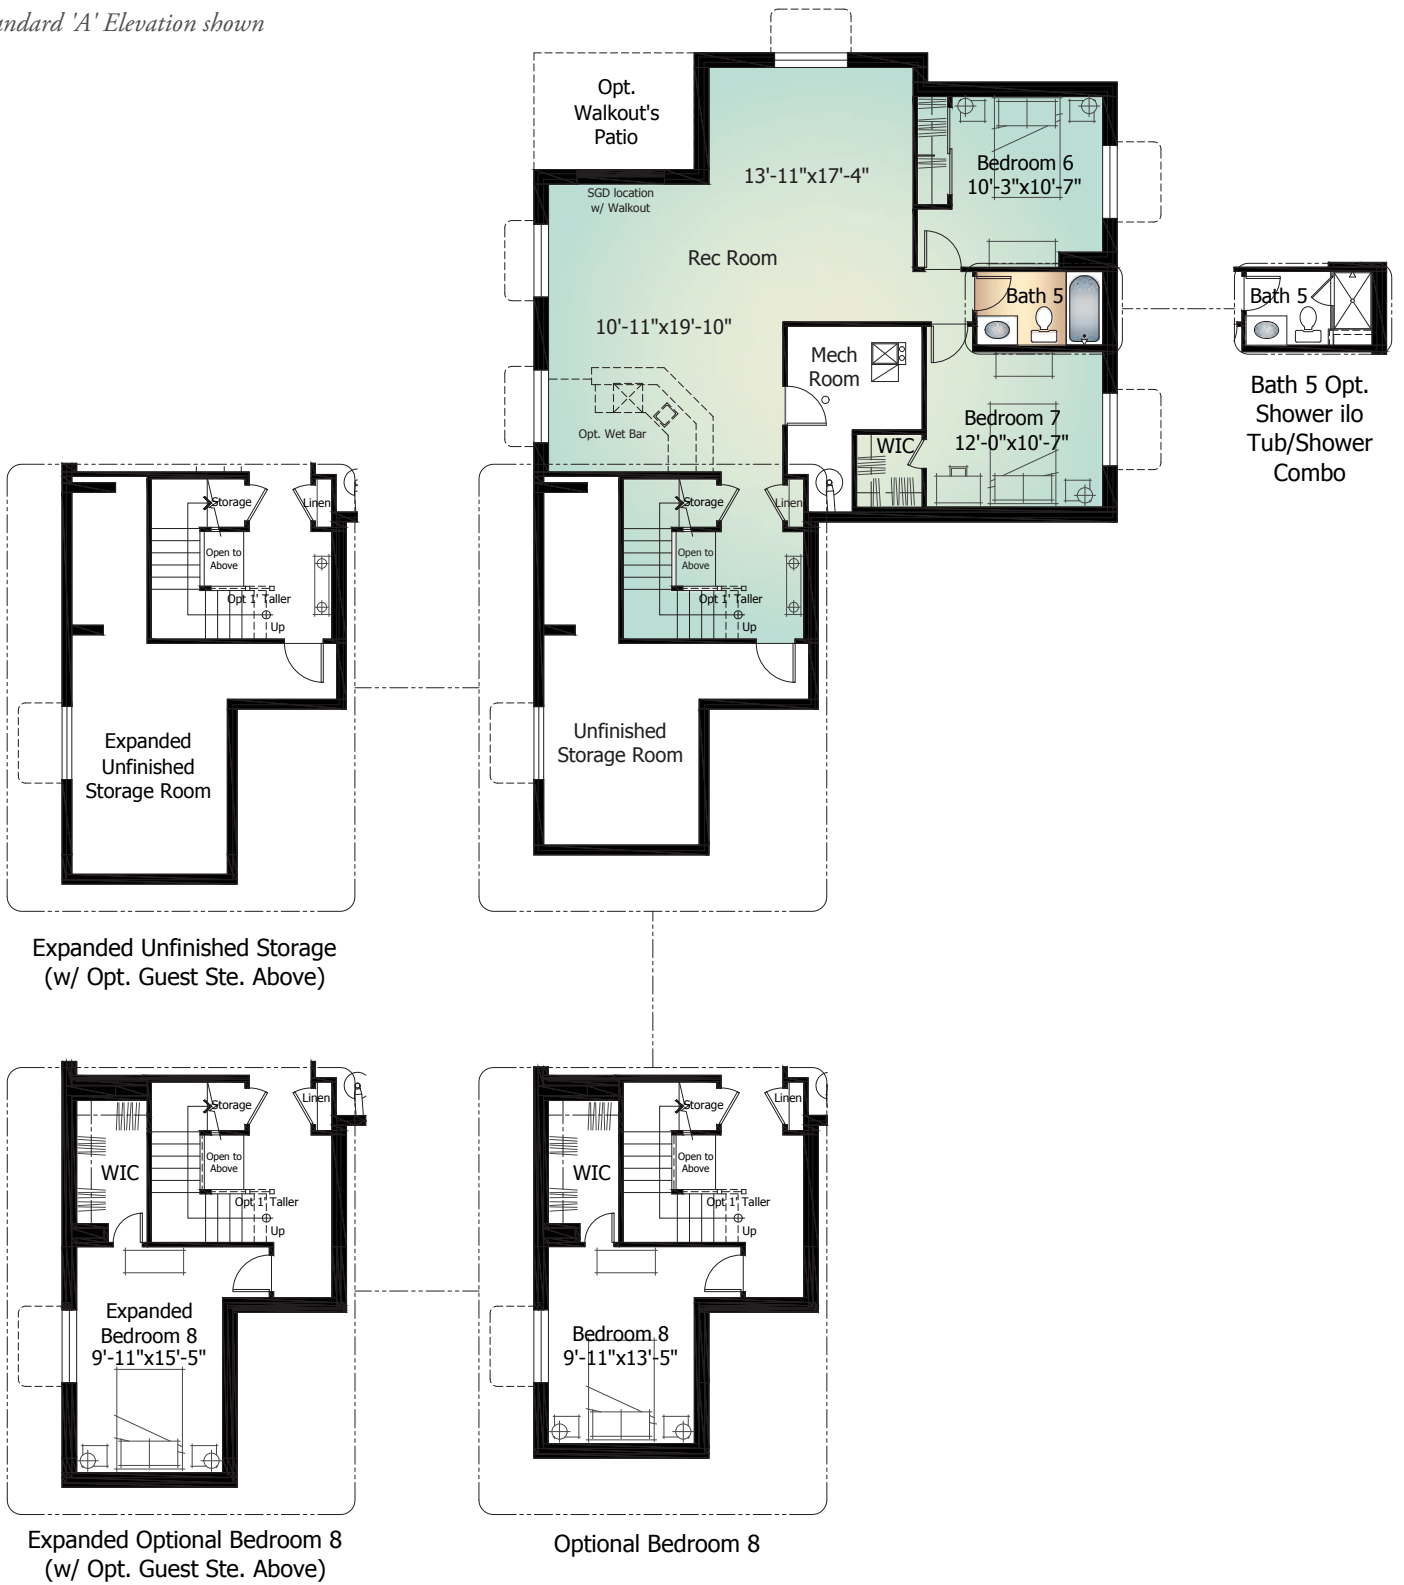 ndard 'A' Elevation shown
Opt.
Walkout's
Patio
SGD location
w/ Walkout
13'-11"x17'-4"
Rec Room
10'-11"x19'-10"
Opt. Wet Bar
Bedroom 6
10'-3"x10'-7"
Bath 5
Mech
Room
WIC
Bedroom 7
12'-0"x10'-7"
Bath 5
Bath 5 Opt.
Shower ilo
Tub/Shower
Combo
Storage
Linen
Open to
Above
Opt 1' Taller
Up
Expanded
Unfinished
Storage Room
Expanded Unfinished Storage
(w/ Opt. Guest Ste. Above)
Storage
Linen
Open to
Above
Opt 1' Taller
Up
Unfinished
Storage Room
Storage
Linen
WIC
Open to
Above
Opt 1' Taller
Up
Expanded
Bedroom 8
9'-11"x15'-5"
Expanded Optional Bedroom 8
(w/ Opt. Guest Ste. Above)
Storage
Linen
WIC
Open to
Above
Opt 1' Taller
Up
Bedroom 8
9'-11"x13'-5"
Optional Bedroom 8